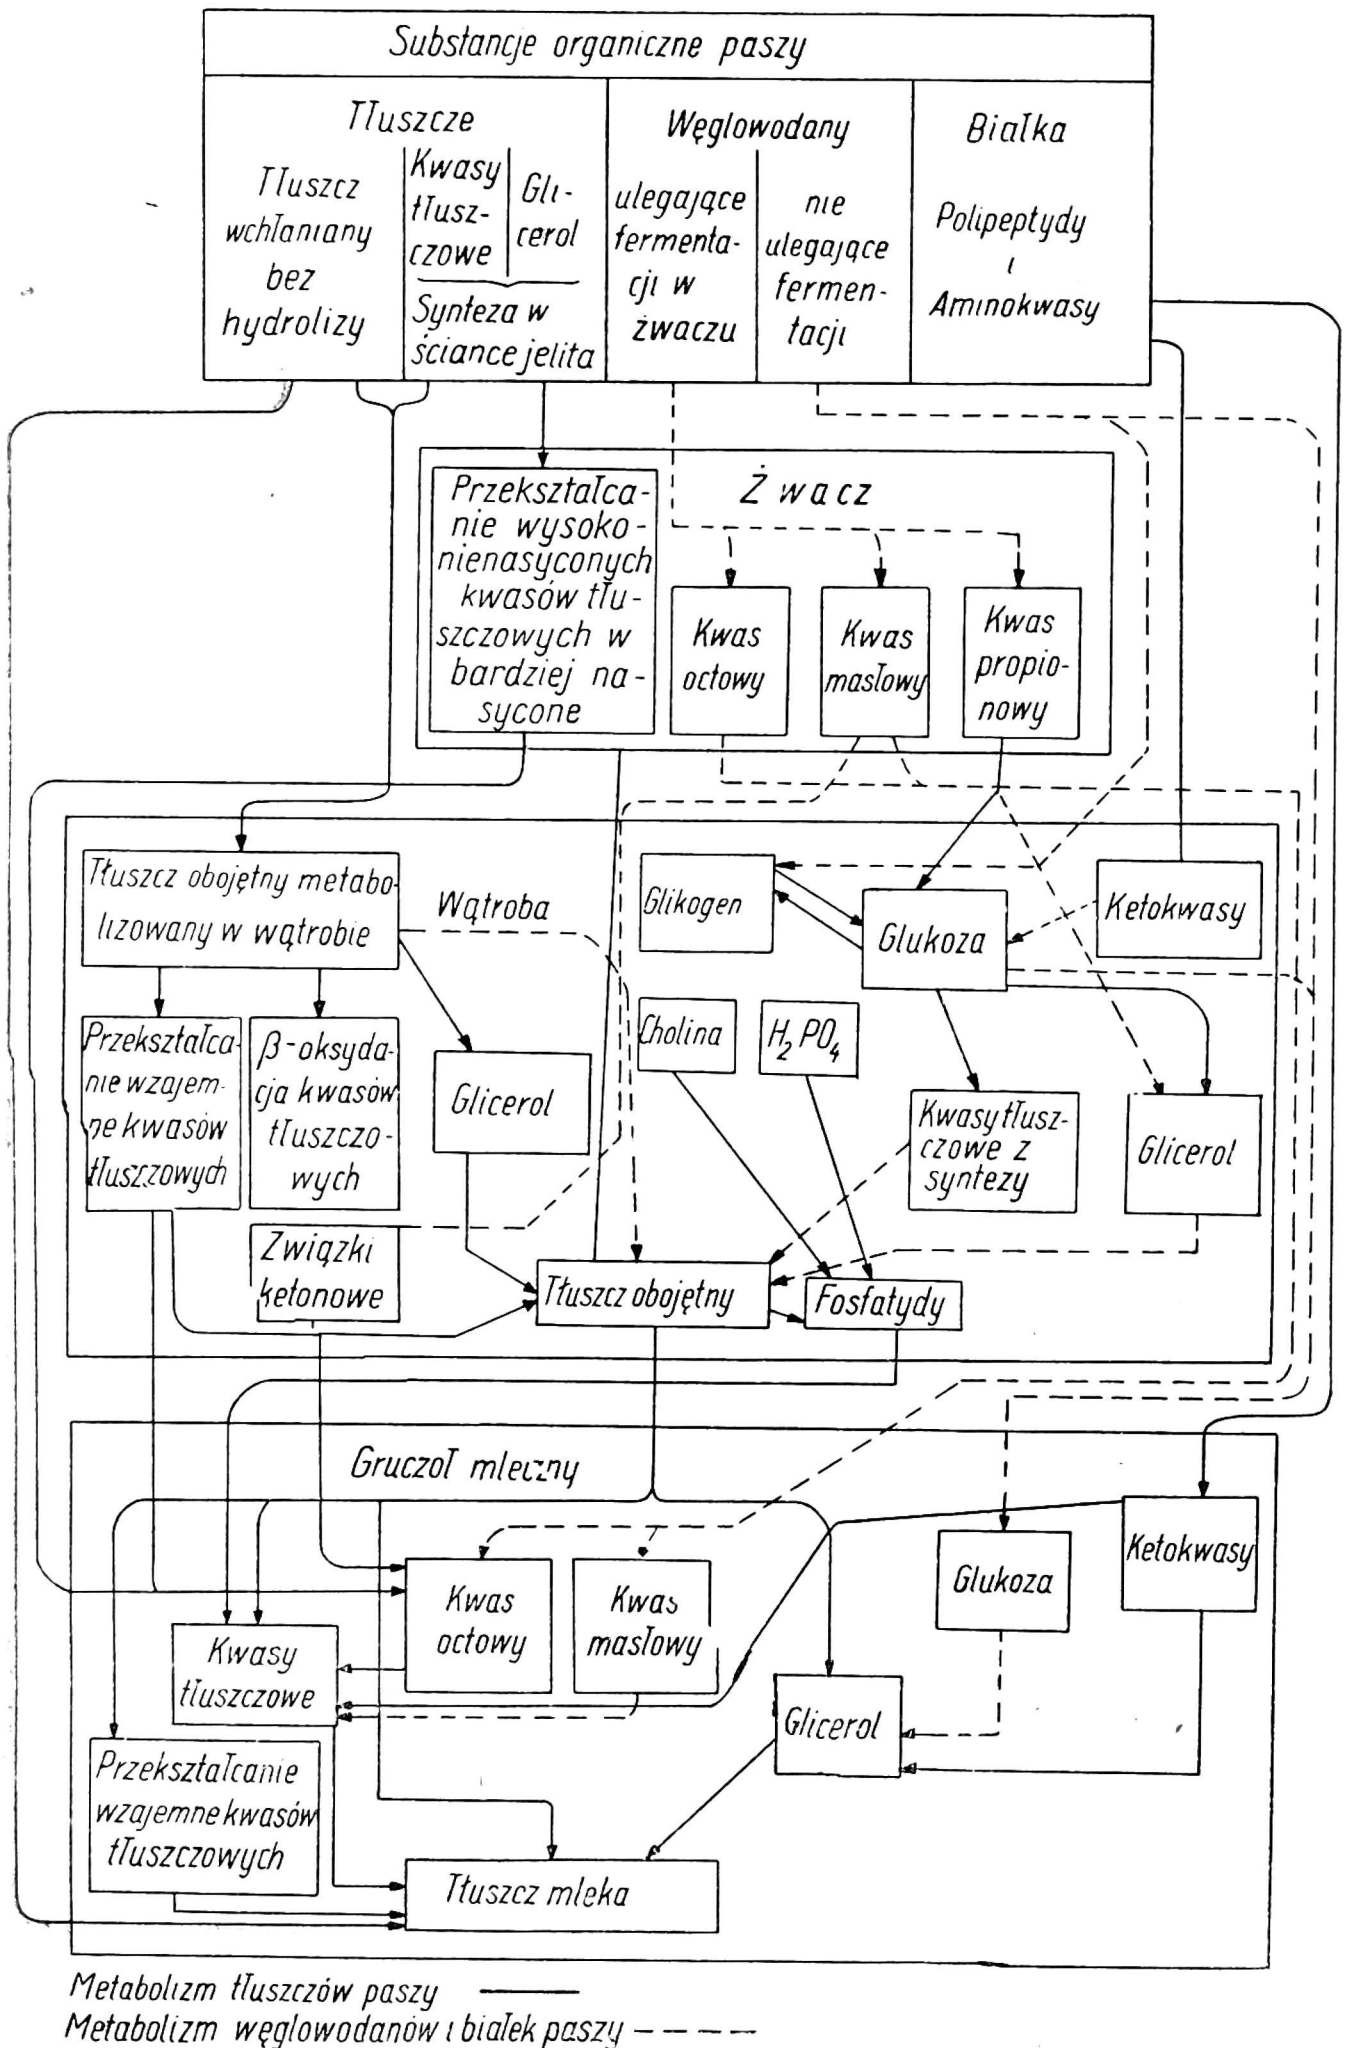 Substancje organiczne paszy
Tłuszcze
Tłuszcz
wchłaniany
bez
hydrolizy
Kwasy
tłusz-
czowe
Gli-
cerol
Synteza w
ściance jelita
Węglowodany
ulegające
fermenta-
cji w
żwaczu
nie
ulegające
fermen-
tacji
Białka
Polipeptydy
i
Aminokwasy
Żwacz
Przekształca-
nie wysoko-
nienasyconych
kwasów tłu-
szczowych w
bardziej na-
sycone
Kwas
octowy
Kwas
masłowy
Kwas
propio-
nowy
Wątroba
Tłuszcz obojętny metabo-
lizowany w wątrobie
Glikogen
Glukoza
Ketokwasy
Przekształca-
nie wzajem-
ne kwasów
tłuszczowych
β-oksyda-
cja kwasów
tłuszczo-
wych
Glicerol
Cholina
H2PO4
Kwasy tłusz-
czowe z
syntezy
Glicerol
Związki
ketonowe
Tłuszcz obojętny
Fosfatydy
Gruczoł mleczny
Kwas
octowy
Kwas
masłowy
Glukoza
Ketokwasy
Kwasy
tłuszczowe
Glicerol
Przekształcanie
wzajemne kwasów
tłuszczowych
Tłuszcz mleka
Metabolizm tłuszczów paszy
Metabolizm węglowodanów i białek paszy